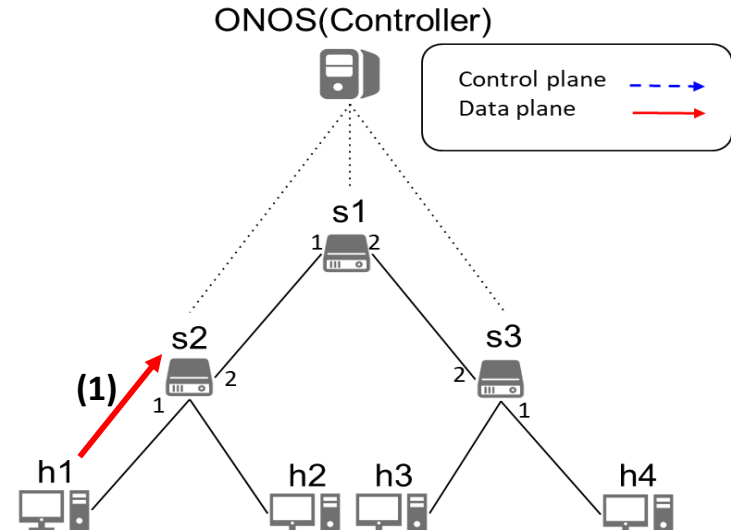 ONOS(Controller)
Control plane
Data plane
s1
1 2
s2
s3
(1)
2
2
1
1
h1
h2
h3
h4